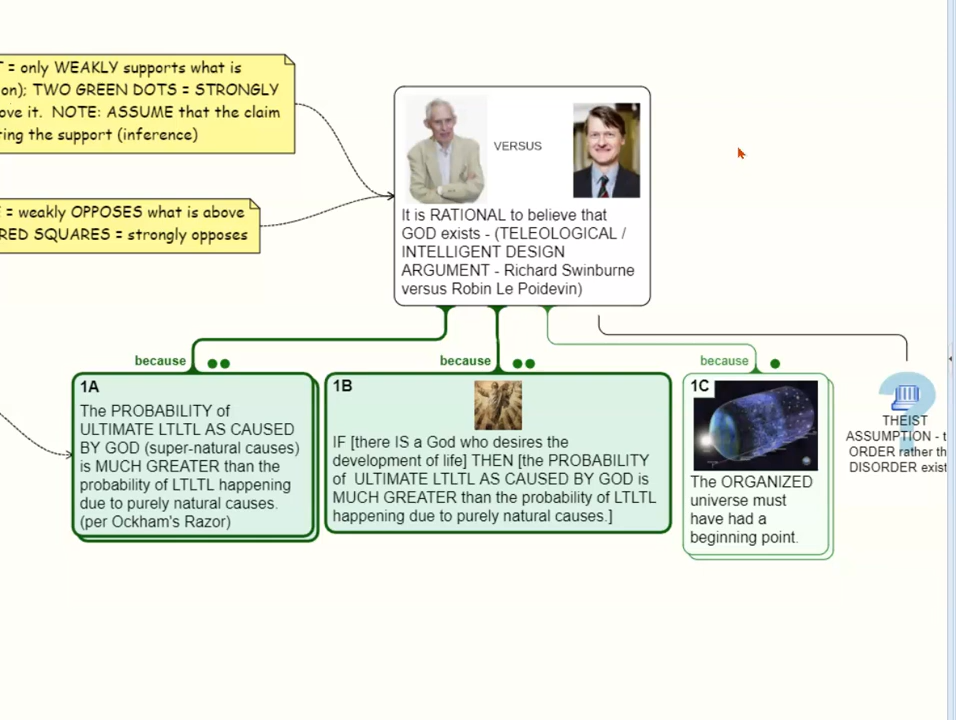 T = only WEAKLY supports what is
on); TWO GREEN DOTS = STRONGLY
ove it. NOTE: ASSUME that the claim
ting the support (inference)
E = weakly OPPOSES what is above
RED SQUARES = strongly opposes
VERSUS
It is RATIONAL to believe that
GOD exists - (TELEOLOGICAL /
INTELLIGENT DESIGN
ARGUMENT - Richard Swinburne
versus Robin Le Poidevin)
because
1A
The PROBABILITY of
ULTIMATE LTLTL AS CAUSED
BY GOD (super-natural causes)
is MUCH GREATER than the
probability of LTLTL happening
due to purely natural causes.
(per Ockham's Razor)
because
1B
IF [there IS a God who desires the
development of life] THEN [the PROBABILITY
of ULTIMATE LTLTL AS CAUSED BY GOD is
MUCH GREATER than the probability of LTLTL
happening due to purely natural causes.]
because
1C
The ORGANIZED
universe must
have had a
beginning point.
THEIST
ASSUMPTION - t
ORDER rather th
DISORDER exist